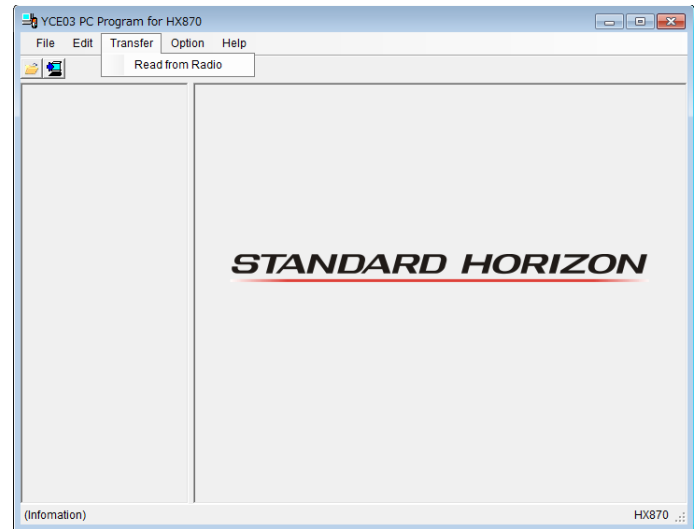 YCE03 PC Program for HX870
File Edit Transfer Option Help
Read from Radio
STANDARD HORIZON
(Infomation) HX870